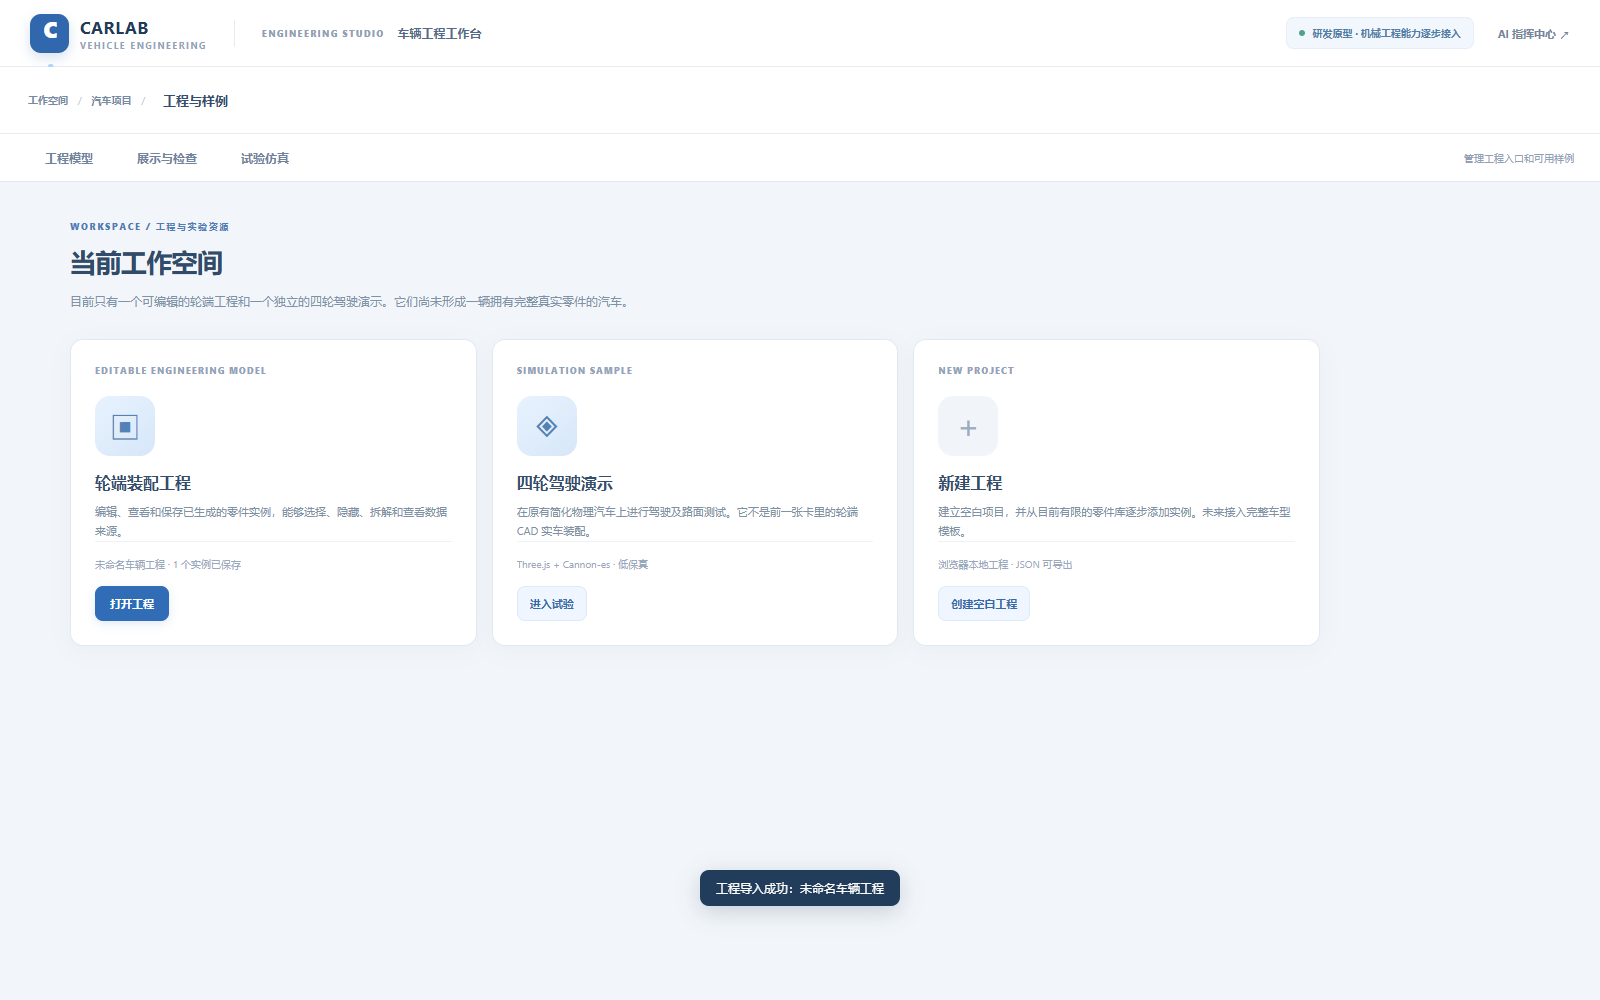 C
CARLAB
VEHICLE ENGINEERING
ENGINEERING STUDIO 车辆工程工作台
研发原型 · 机械工程能力逐步接入
AI 指挥中心 ↗
工作空间 / 汽车项目 / 工程与样例
工程模型 展示与检查 试验仿真
管理工程入口和可用样例
WORKSPACE / 工程与实验资源
当前工作空间
目前只有一个可编辑的轮端工程和一个独立的四轮驾驶演示。它们尚未形成一辆拥有完整真实零件的汽车。
EDITABLE ENGINEERING MODEL
轮端装配工程
编辑、查看和保存已生成的零件实例，能够选择、隐藏、拆解和查看数据
来源。
未命名车辆工程 · 1 个实例已保存
打开工程
SIMULATION SAMPLE
四轮驾驶演示
在原有简化物理汽车上进行驾驶及路面测试。它不是前一张卡里的轮端
CAD 实车装配。
Three.js + Cannon-es · 低保真
进入试验
NEW PROJECT
+
新建工程
建立空白项目，并从目前有限的零件库逐步添加实例。未来接入完整车型
模板。
浏览器本地工程 · JSON 可导出
创建空白工程
工程导入成功：未命名车辆工程